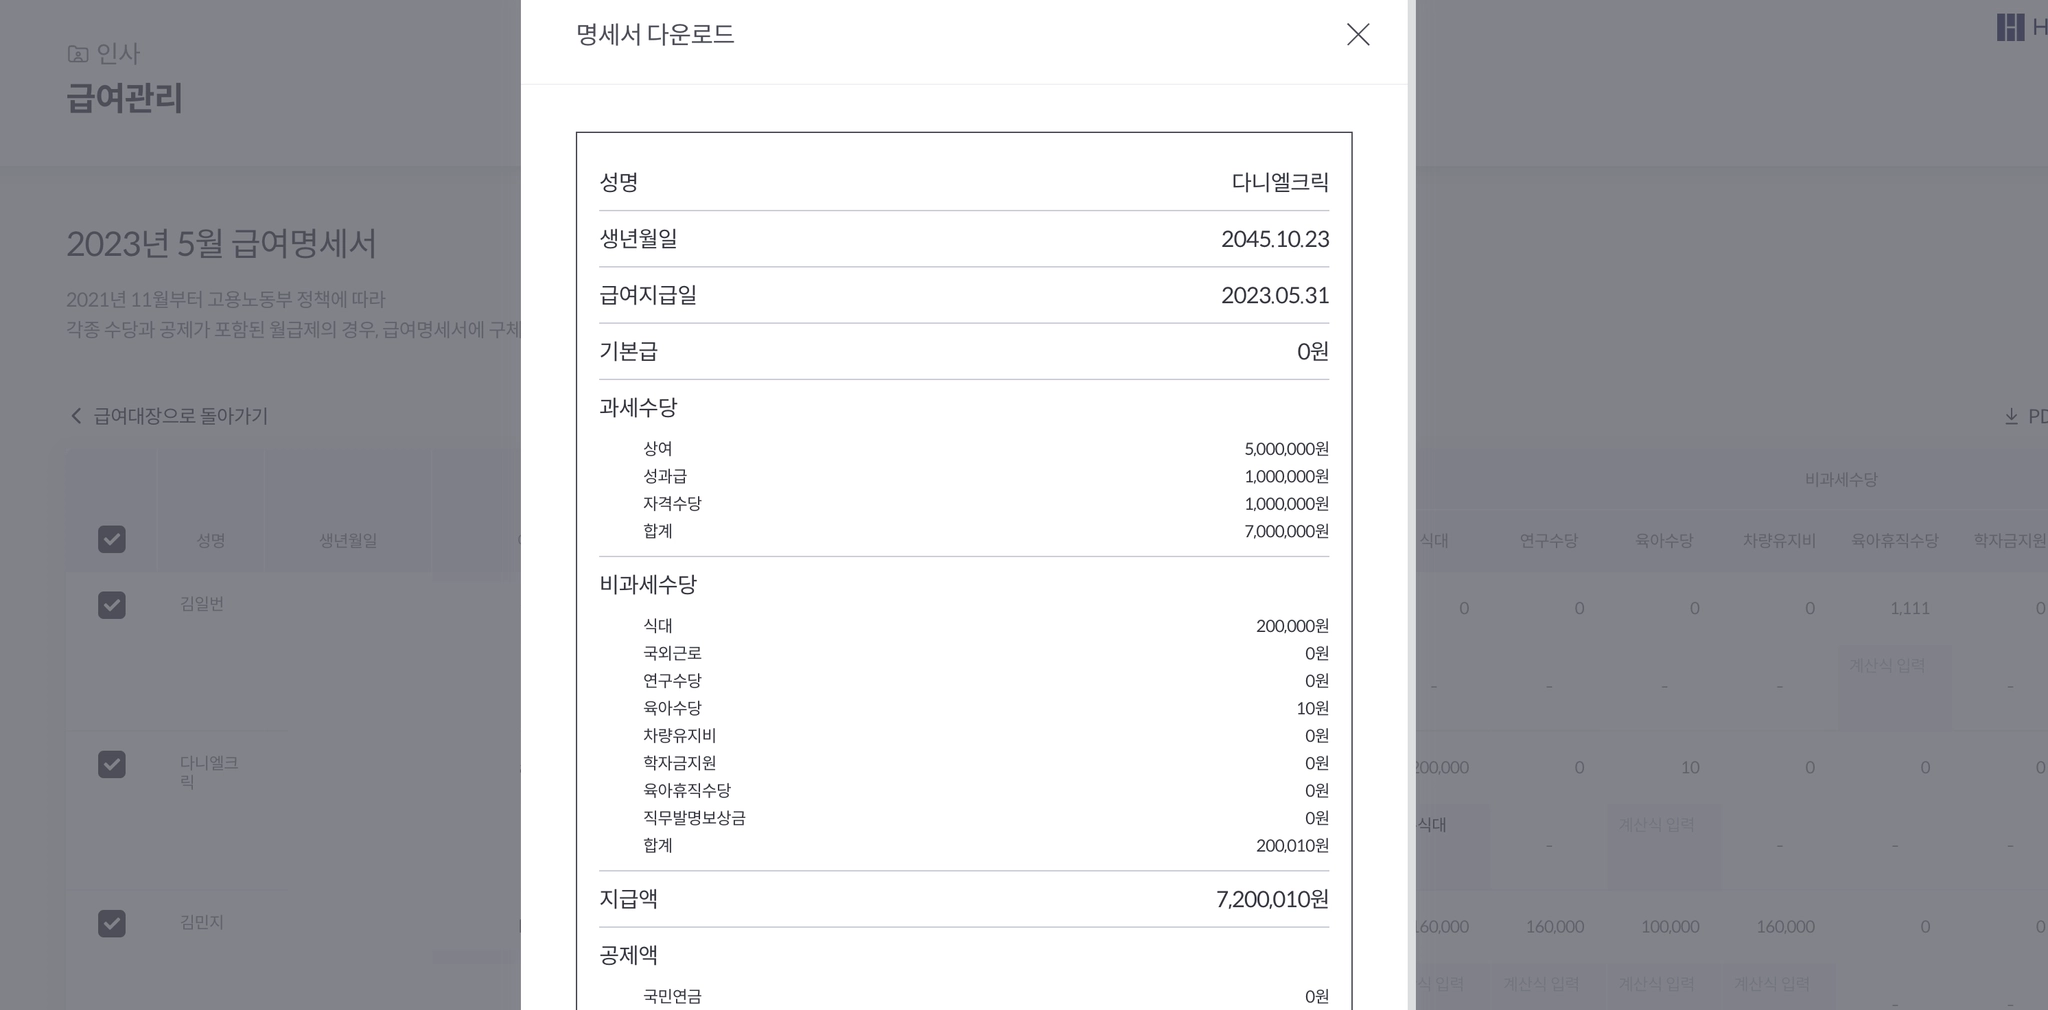 인사
급여관리
2023년 5월 급여명세서
2021년 11월부터 고용노동부 정책에 따라
각종 수당과 공제가 포함된 월급제의 경우, 급여명세서에 구체
급여대장으로 돌아가기
성명 생년월일
김일번
다니엘크
릭
김민지
명세서 다운로드
성명 다니엘크릭
생년월일 2045.10.23
급여지급일 2023.05.31
기본급 0원
과세수당
상여 5,000,000원
성과급 1,000,000원
자격수당 1,000,000원
합계 7,000,000원
비과세수당
식대 200,000원
국외근로 0원
연구수당 0원
육아수당 10원
차량유지비 0원
학자금지원 0원
육아휴직수당 0원
직무발명보상금 0원
합계 200,010원
지급액 7,200,010원
공제액
국민연금 0원
H
PD
비과세수당
식대 연구수당 육아수당 차량유지비 육아휴직수당 학자금지원
0 0 0 0 1,111 0
- - - - 계산식 입력 -
200,000 0 10 0 0 0
식대 - 계산식 입력 - - -
160,000 160,000 100,000 160,000 0 0
식 입력 계산식 입력 계산식 입력 계산식 입력 - -